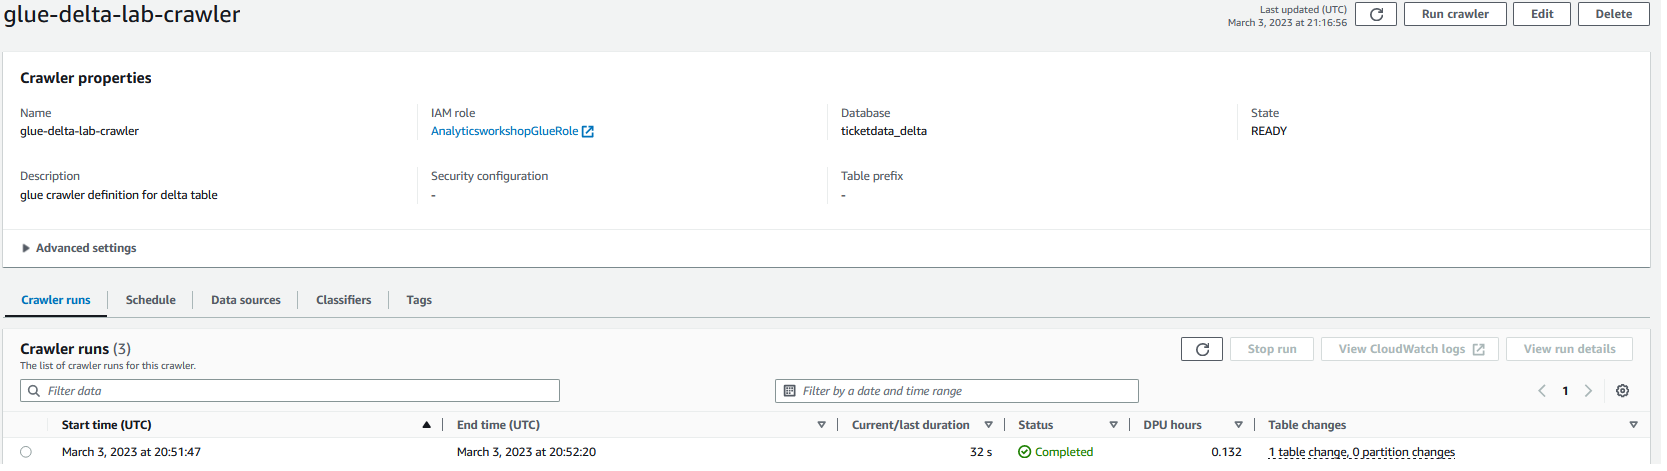 glue-delta-lab-crawler
Last updated (UTC)
March 3, 2023 at 21:16:56
Run crawler
Edit
Delete
Crawler properties
Name
glue-delta-lab-crawler
IAM role
AnalyticsworkshopGlueRole
Database
ticketdata_delta
State
READY
Description
glue crawler definition for delta table
Security configuration
-
Table prefix
-
Advanced settings
Crawler runs
Schedule
Data sources
Classifiers
Tags
Crawler runs (3)
The list of crawler runs for this crawler.
Stop run
View CloudWatch logs
View run details
Filter data
Filter by a date and time range
1
Start time (UTC)
End time (UTC)
Current/last duration
Status
DPU hours
Table changes
March 3, 2023 at 20:51:47
March 3, 2023 at 20:52:20
32 s
Completed
0.132
1 table change, 0 partition changes